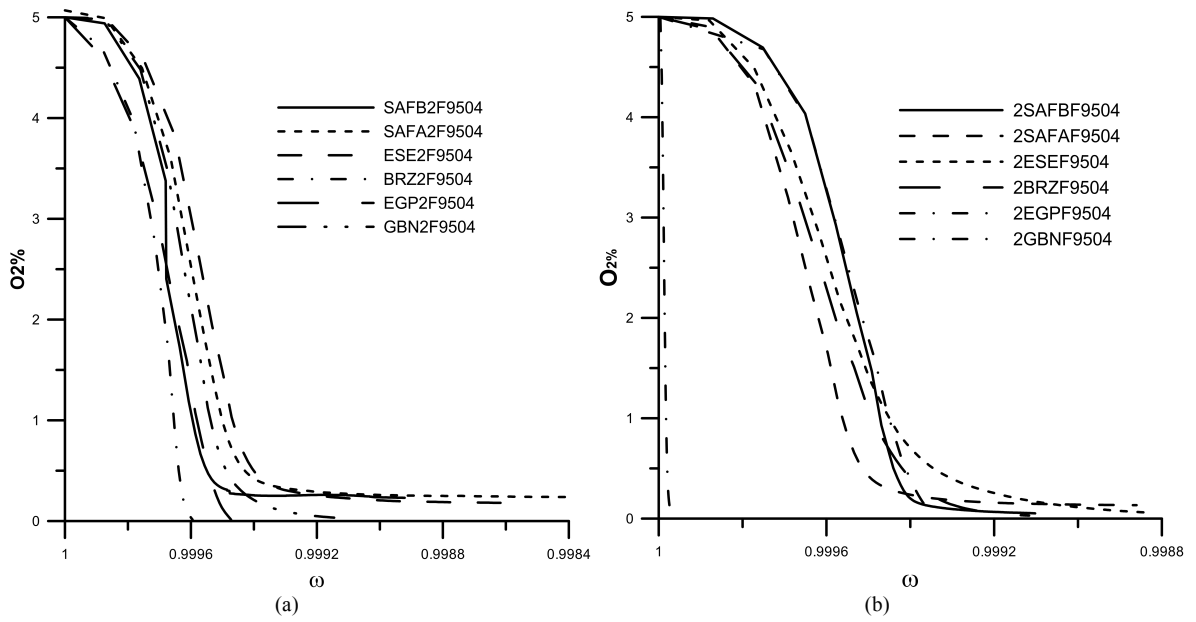 5
4
3
2
1
0
O2%
SAFB2F9504
SAFA2F9504
ESE2F9504
BRZ2F9504
EGP2F9504
GBN2F9504
1
0.9996
0.9992
0.9988
0.9984
ω
(a)
5
4
3
2
1
0
O2%
2SAFBF9504
2SAFAF9504
2ESEF9504
2BRZF9504
2EGPF9504
2GBNF9504
1
0.9996
0.9992
0.9988
ω
(b)